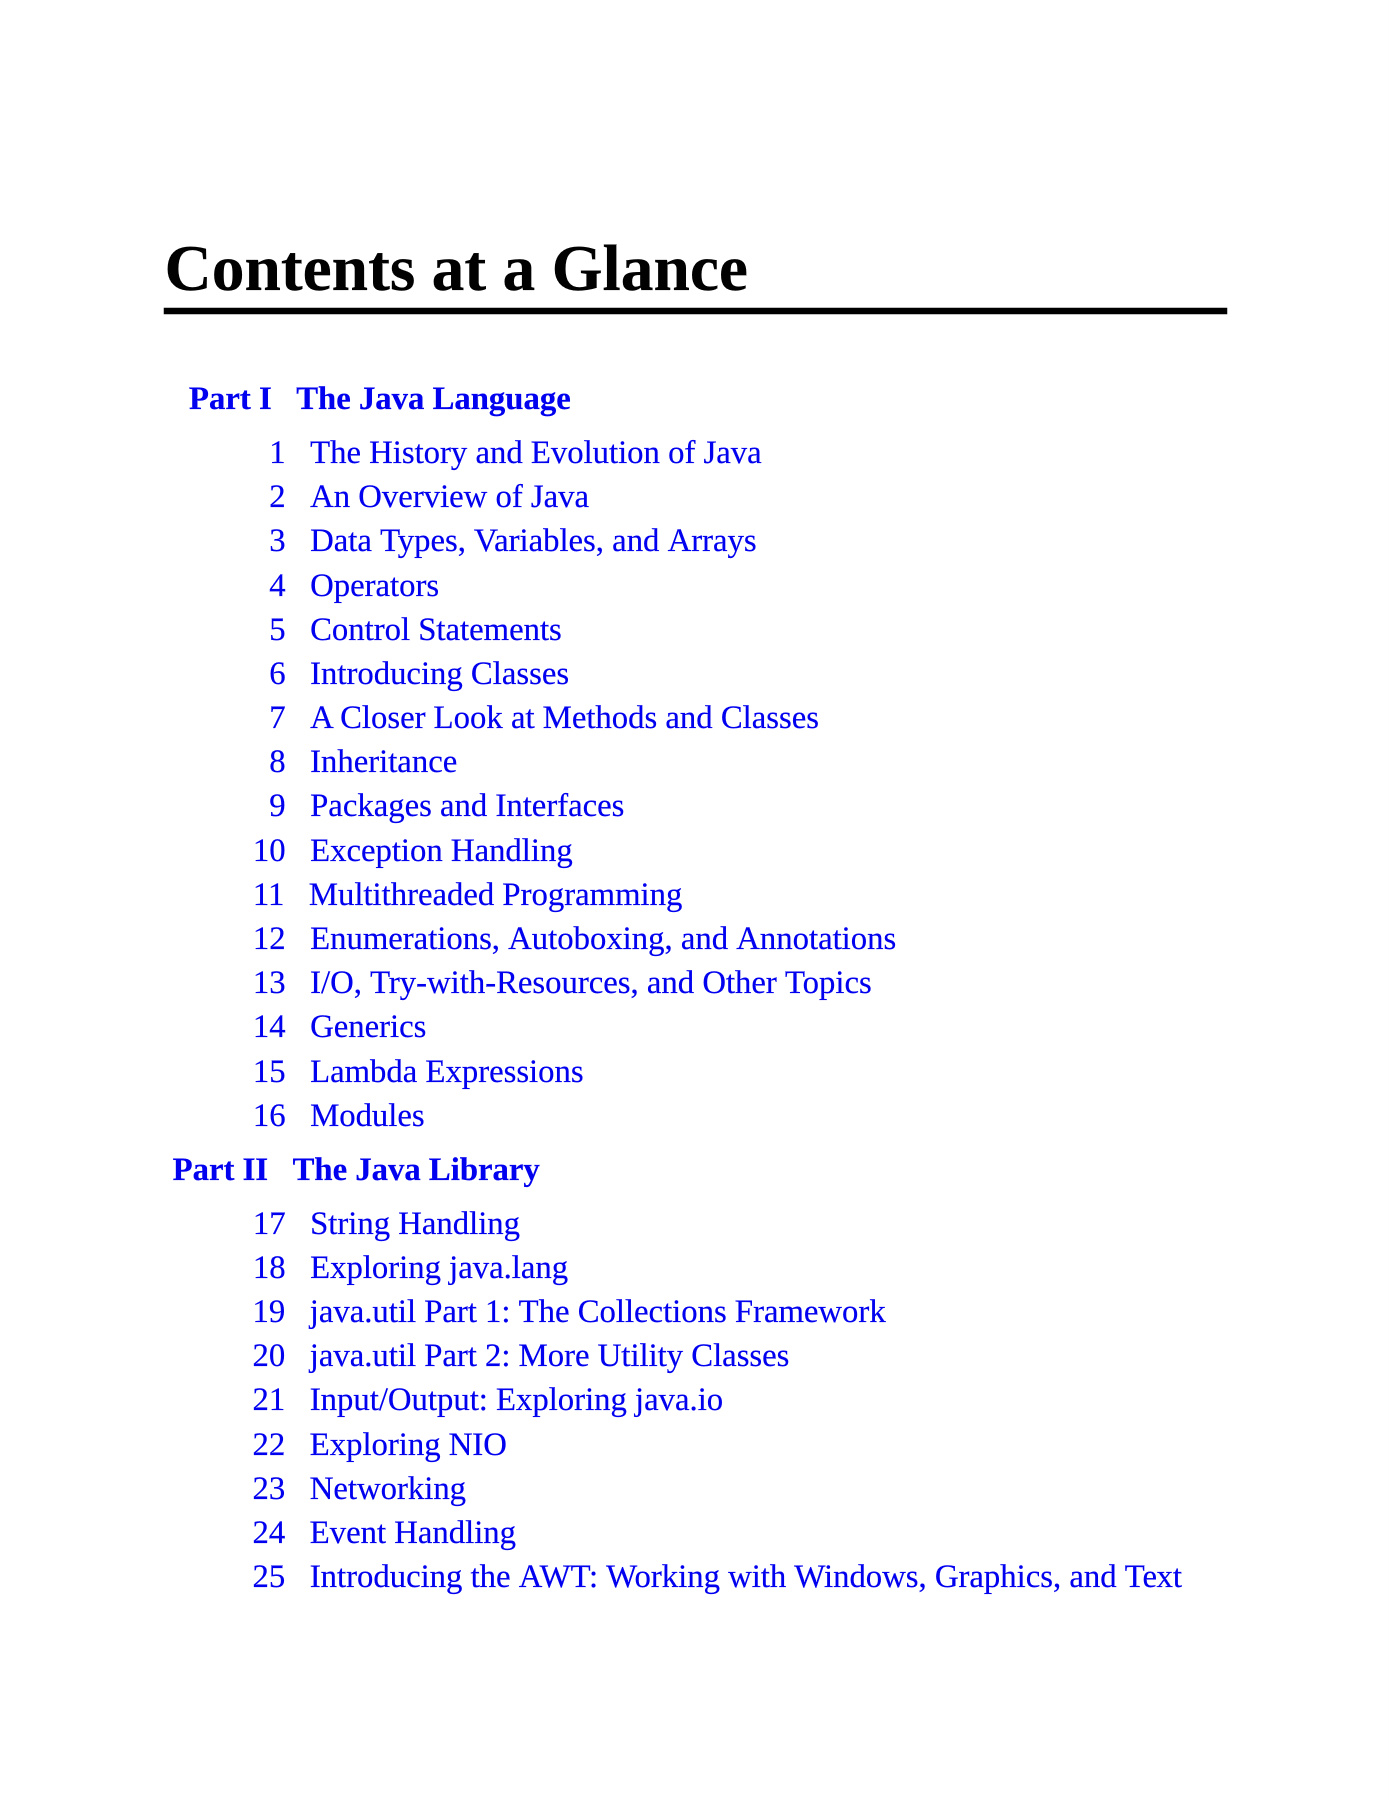 Contents at a Glance
Part I The Java Language
1 The History and Evolution of Java
2 An Overview of Java
3 Data Types, Variables, and Arrays
4 Operators
5 Control Statements
6 Introducing Classes
7 A Closer Look at Methods and Classes
8 Inheritance
9 Packages and Interfaces
10 Exception Handling
11 Multithreaded Programming
12 Enumerations, Autoboxing, and Annotations
13 I/O, Try-with-Resources, and Other Topics
14 Generics
15 Lambda Expressions
16 Modules
Part II The Java Library
17 String Handling
18 Exploring java.lang
19 java.util Part 1: The Collections Framework
20 java.util Part 2: More Utility Classes
21 Input/Output: Exploring java.io
22 Exploring NIO
23 Networking
24 Event Handling
25 Introducing the AWT: Working with Windows, Graphics, and Text